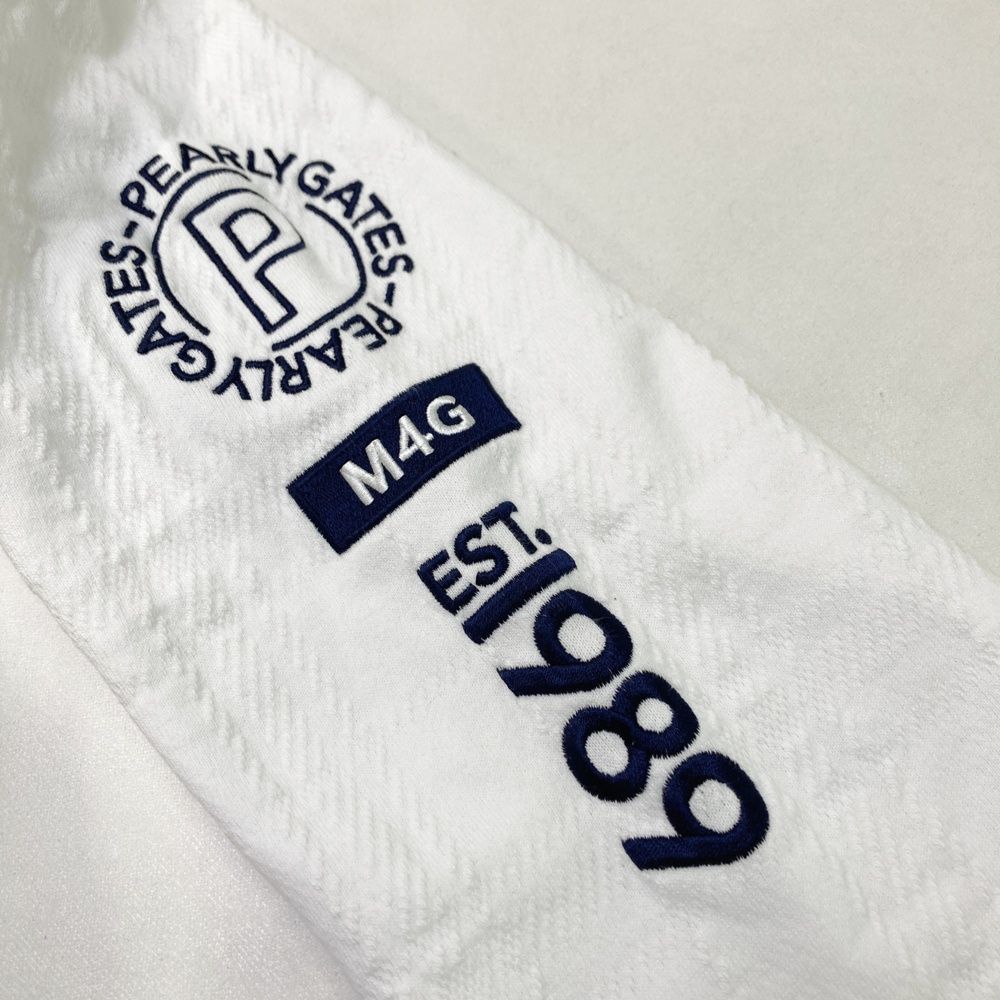 PEARLY GATES-PEARLY GATES-
P
M4G
EST.
1989